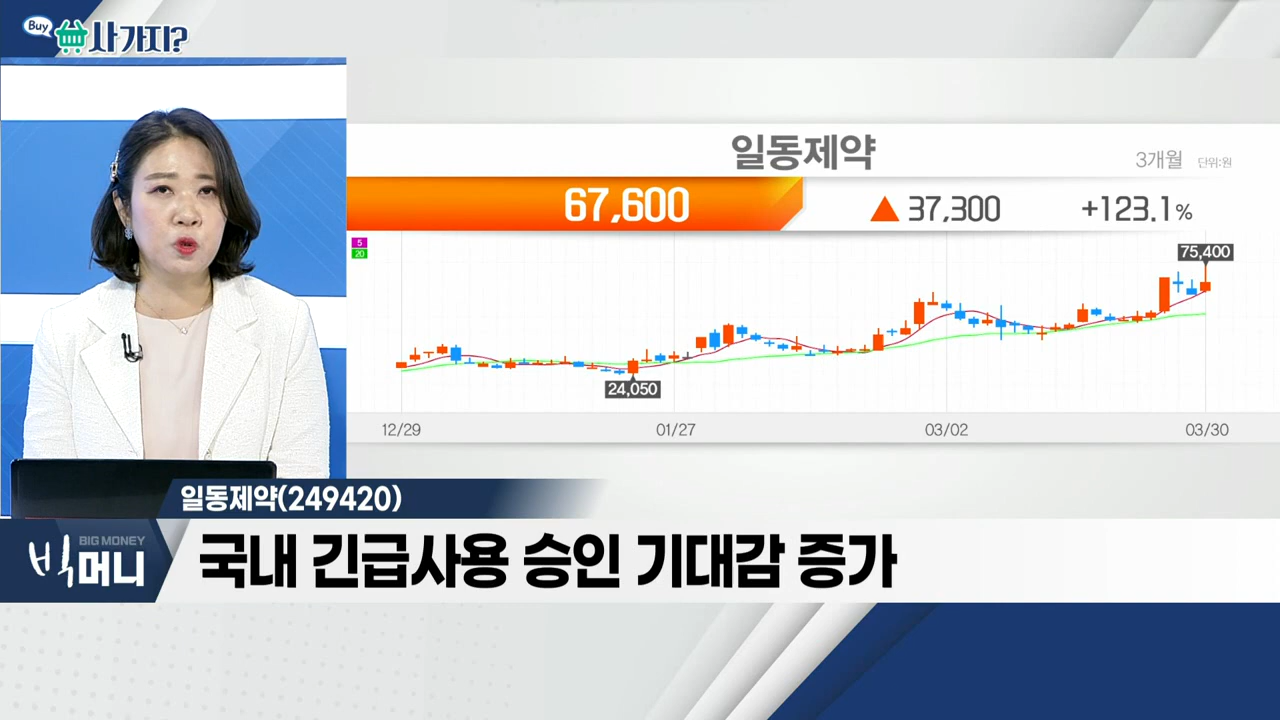 Buy
사가지?
일동제약
3개월 단위:원
67,600
▲ 37,300
+123.1%
5
20
75,400
24,050
12/29
01/27
03/02
03/30
일동제약(249420)
BIG MONEY
빅머니
국내 긴급사용 승인 기대감 증가